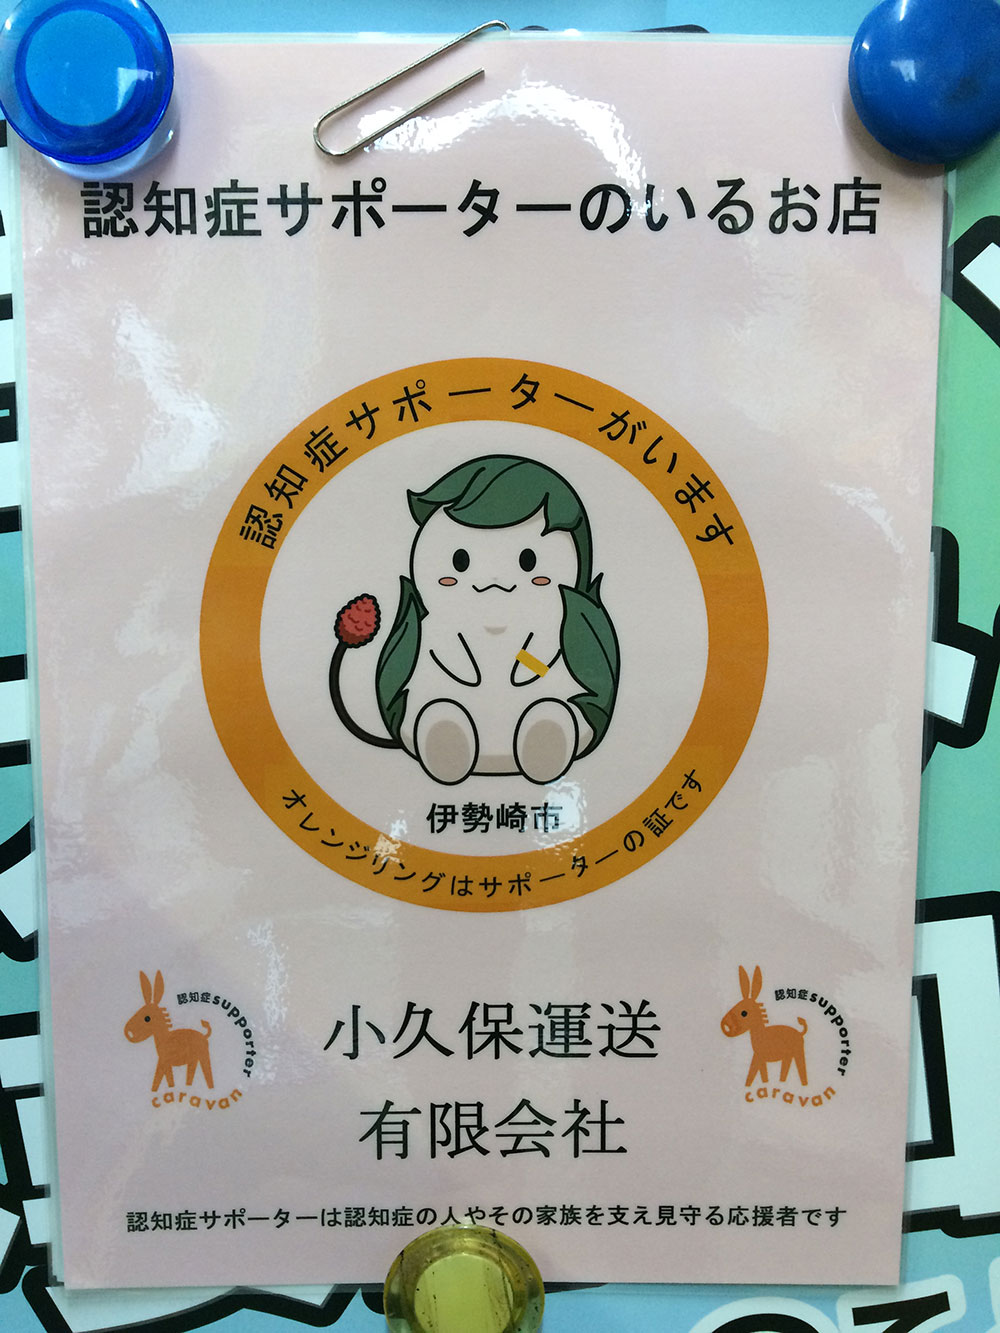 認知症サポーターのいるお店
認知症サポーターがいます
伊勢崎市
オレンジリングはサポーターの証です
認知症supporter
caravan
小久保運送
有限会社
認知症supporter
caravan
認知症サポーターは認知症の人やその家族を支え見守る応援者です